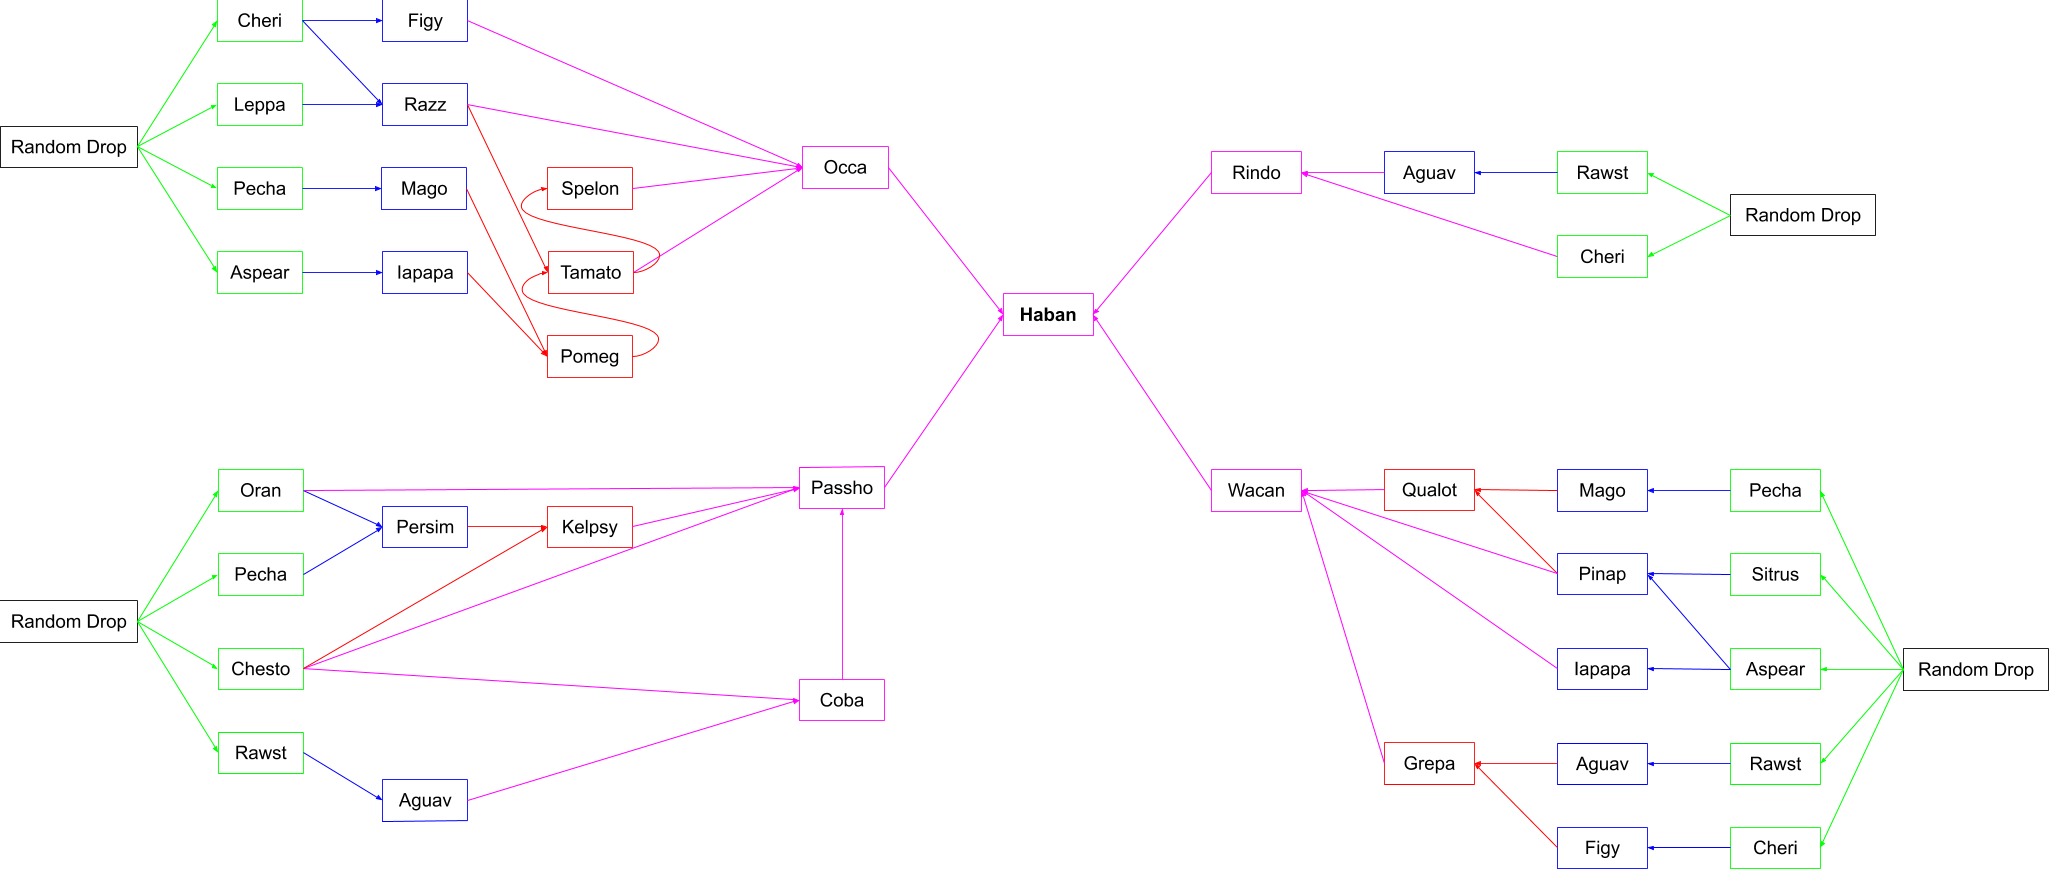 Cheri
Figy
Leppa
Razz
Random Drop
Pecha
Mago
Spelon
Occa
Aspear
Iapapa
Tamato
Pomeg
Rindo
Aguav
Rawst
Random Drop
Cheri
Haban
Oran
Passho
Persim
Kelpsy
Pecha
Random Drop
Chesto
Coba
Rawst
Aguav
Wacan
Qualot
Mago
Pecha
Pinap
Sitrus
Iapapa
Aspear
Random Drop
Grepa
Aguav
Rawst
Figy
Cheri